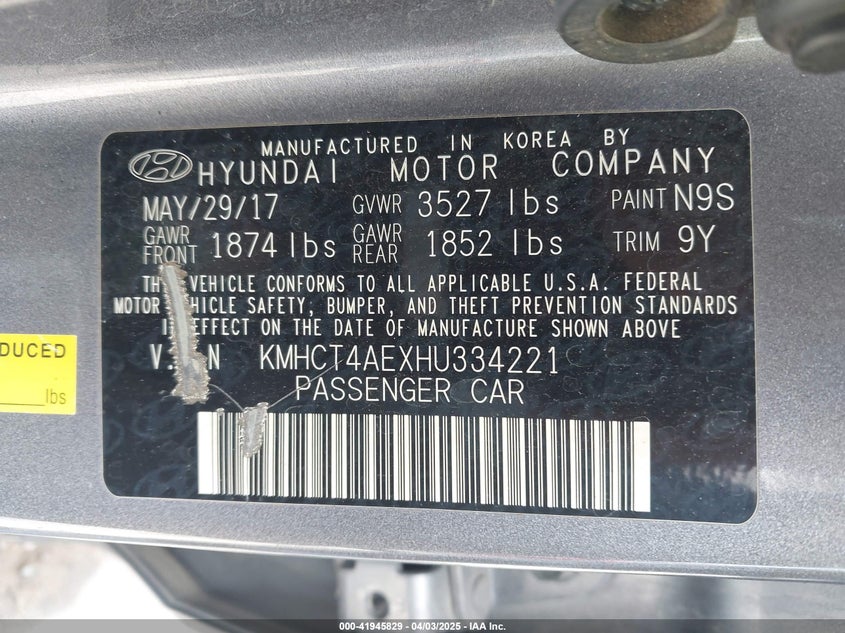 MANUFACTURED IN KOREA BY
HYUNDAI MOTOR COMPANY
MAY/29/17 GVWR 3527 lbs PAINT N9S
GAWR FRONT 1874 lbs GAWR REAR 1852 lbs TRIM 9Y
VEHICLE CONFORMS TO ALL APPLICABLE U.S.A. FEDERAL
MOTOR SAFETY, BUMPER, AND THEFT PREVENTION STANDARDS
EFFECT ON THE DATE OF MANUFACTURE SHOWN ABOVE
KMHCT4AEXHU334221
PASSENGER CAR
DUCED
lbs
000-41945829 - 04/03/2025 - IAA Inc.